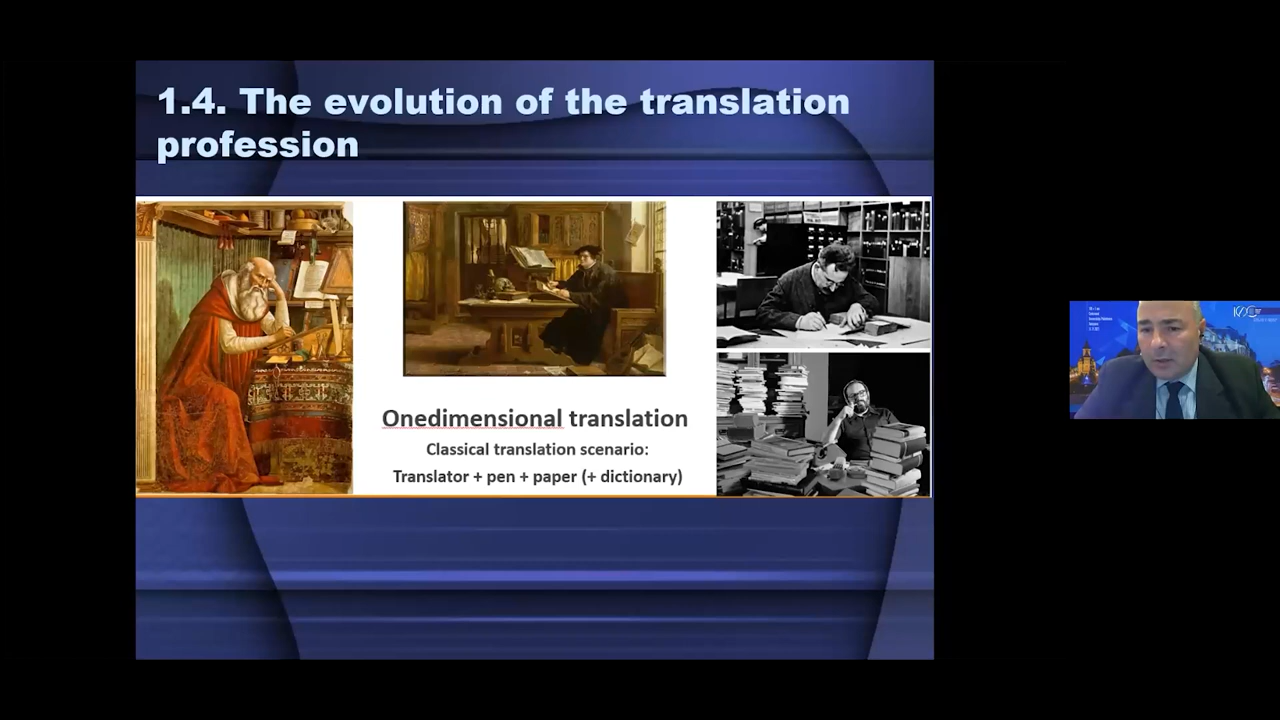 1.4. The evolution of the translation
profession
Onedimensional translation
Classical translation scenario:
Translator + pen + paper (+ dictionary)